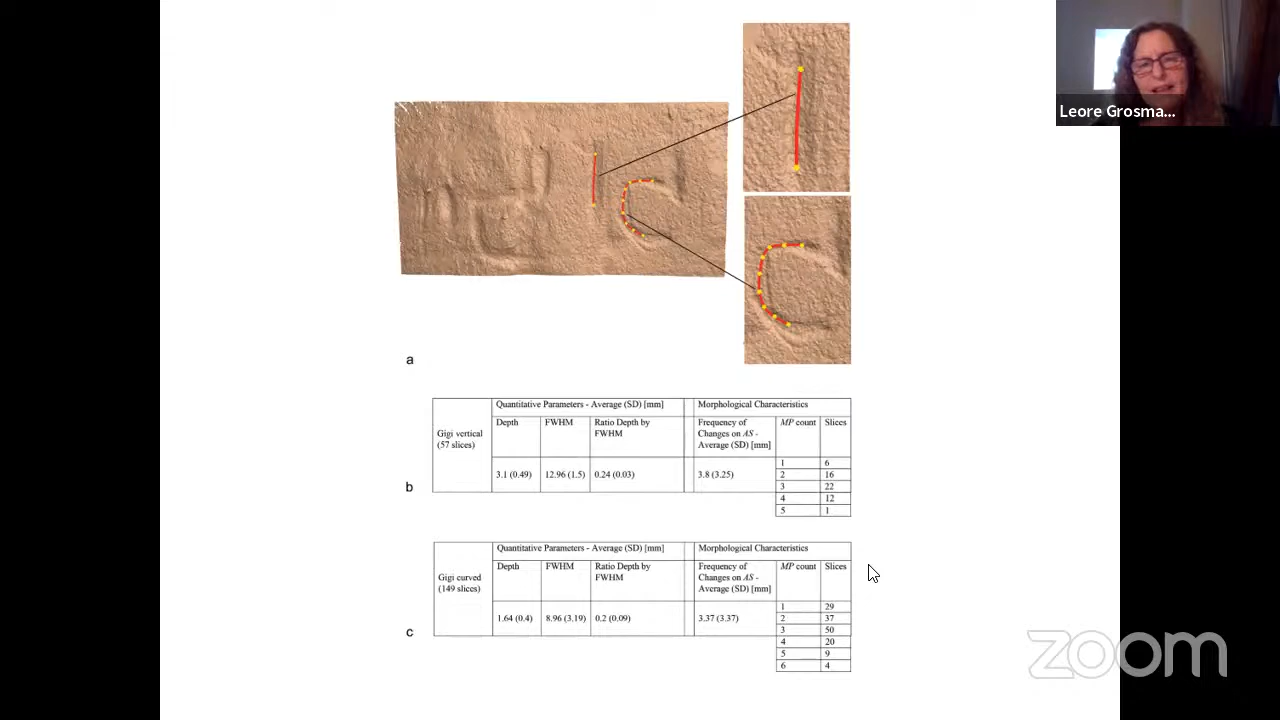 Leore Grosma...
a
Quantitative Parameters - Average (SD) [mm]
Morphological Characteristics
Gigi vertical
(57 slices)
Depth
FWHM
Ratio Depth by
FWHM
Frequency of
Changes on AS -
Average (SD) [mm]
MP count
Slices
3.1 (0.49)
12.96 (1.5)
0.24 (0.03)
3.8 (3.25)
1 6
2 16
3 22
4 12
5 1
b
Quantitative Parameters - Average (SD) [mm]
Morphological Characteristics
Gigi curved
(149 slices)
Depth
FWHM
Ratio Depth by
FWHM
Frequency of
Changes on AS -
Average (SD) [mm]
MP count
Slices
1.64 (0.4)
8.96 (3.19)
0.2 (0.09)
3.37 (3.37)
1 29
2 37
3 50
4 20
5 9
6 4
c
zoom